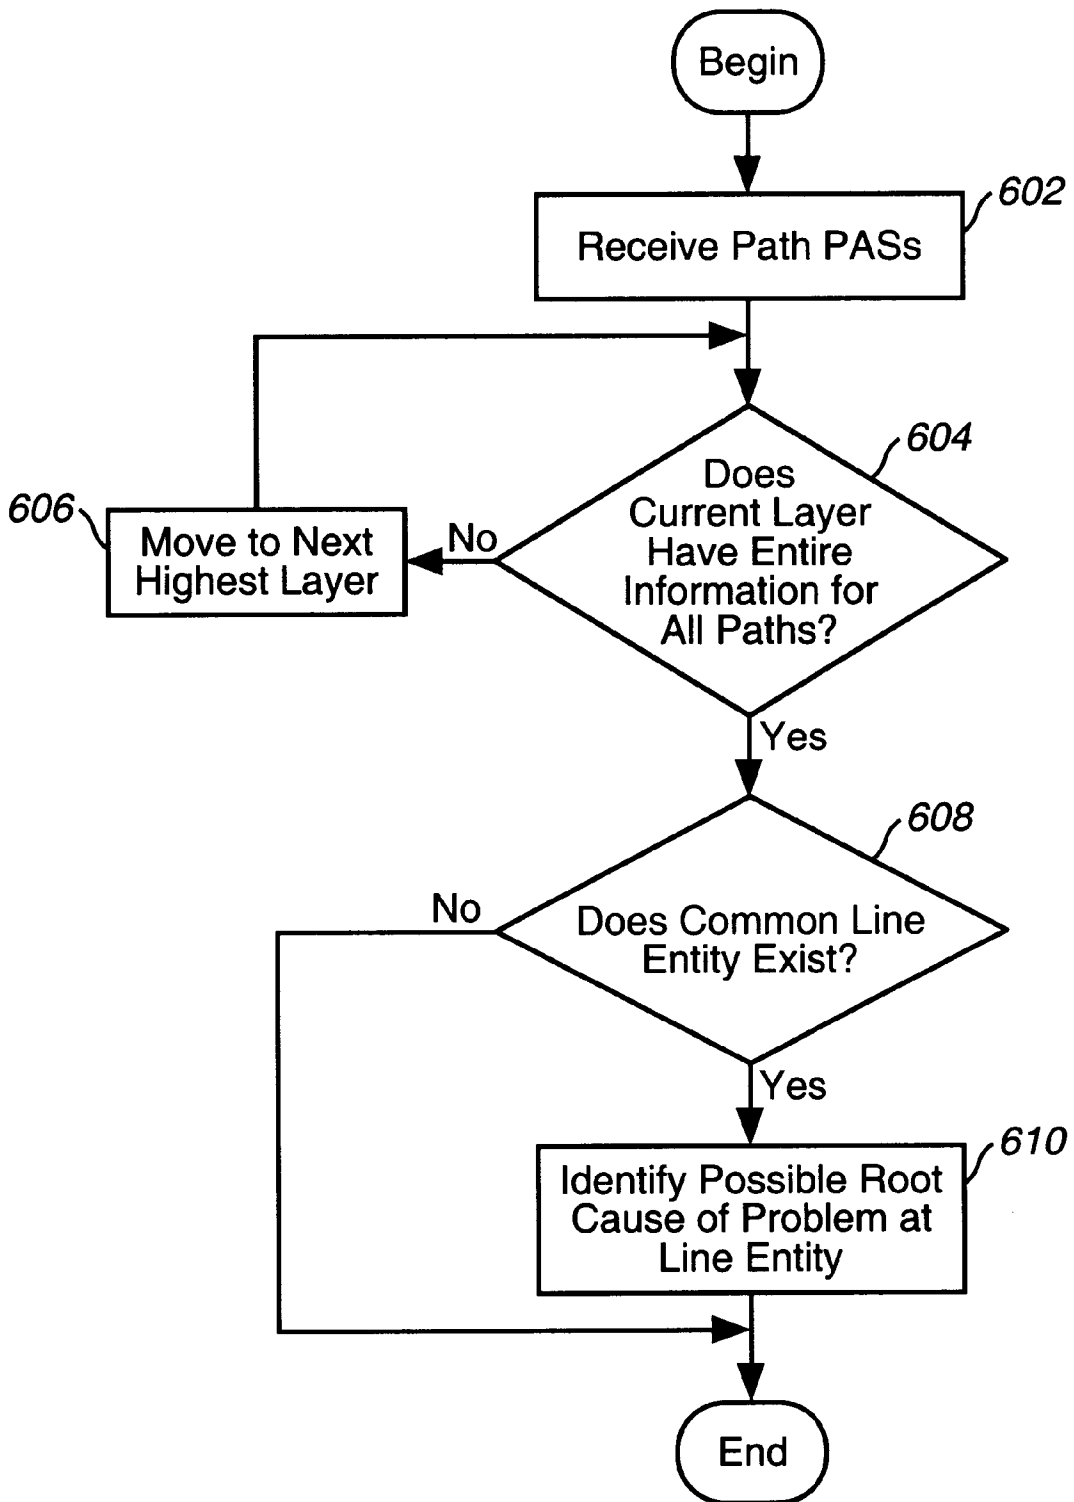 Begin
602
Receive Path PASs
604
Does
Current Layer
Have Entire
Information for
All Paths?
606
Move to Next
Highest Layer
No
Yes
608
No
Does Common Line
Entity Exist?
Yes
610
Identify Possible Root
Cause of Problem at
Line Entity
End